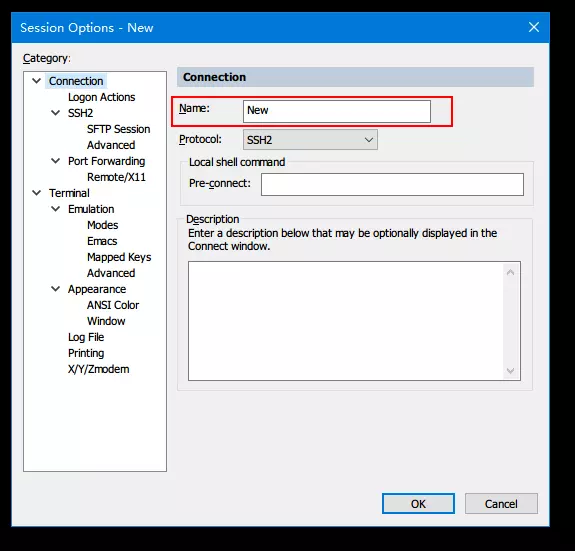 Session Options - New
Category:
Connection
Logon Actions
SSH2
SFTP Session
Advanced
Port Forwarding
Remote/X11
Terminal
Emulation
Modes
Emacs
Mapped Keys
Advanced
Appearance
ANSI Color
Window
Log File
Printing
X/Y/Zmodem
Connection
Name: New
Protocol: SSH2
Local shell command
Pre-connect:
Description
Enter a description below that may be optionally displayed in the
Connect window.
OK Cancel